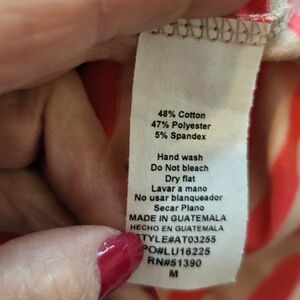 48% Cotton
47% Polyester
5% Spandex
Hand wash
Do not bleach
Dry flat
Lavar a mano
No usar blanqueador
Secar Plano
MADE IN GUATEMALA
HECHO EN GUATEMALA
STYLE#AT03255
PO#LU16225
RN#51390
M